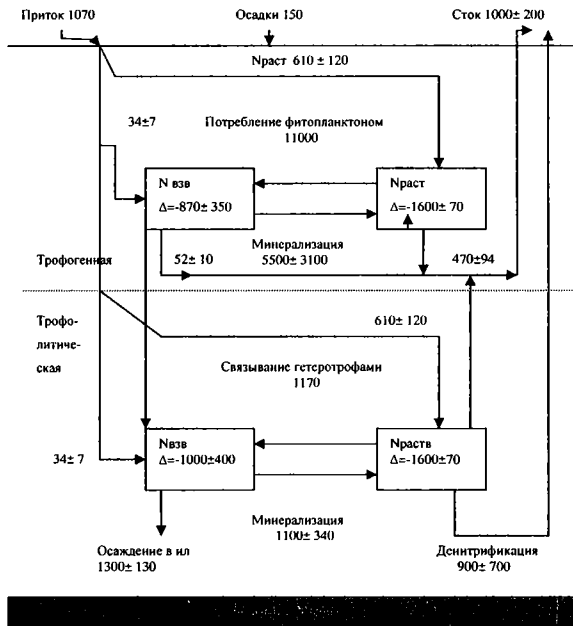 Приток 1070
Осадки 150
Сток 1000± 200
Nраст 610 ± 120
34±7
Потребление фитопланктоном
11000
N взв
Δ=-870± 350
Nраст
Δ=-1600± 70
Трофогенная
52± 10
Минерализация
5500± 3100
470±94
Трофо-
литиче-
ская
610± 120
Связывание гетеротрофами
1170
34± 7
Nвзв
Δ=-1000±400
Nраств
Δ=-1600±70
Минерализация
1100± 340
Осаждение в ил
1300± 130
Денитрификация
900± 700